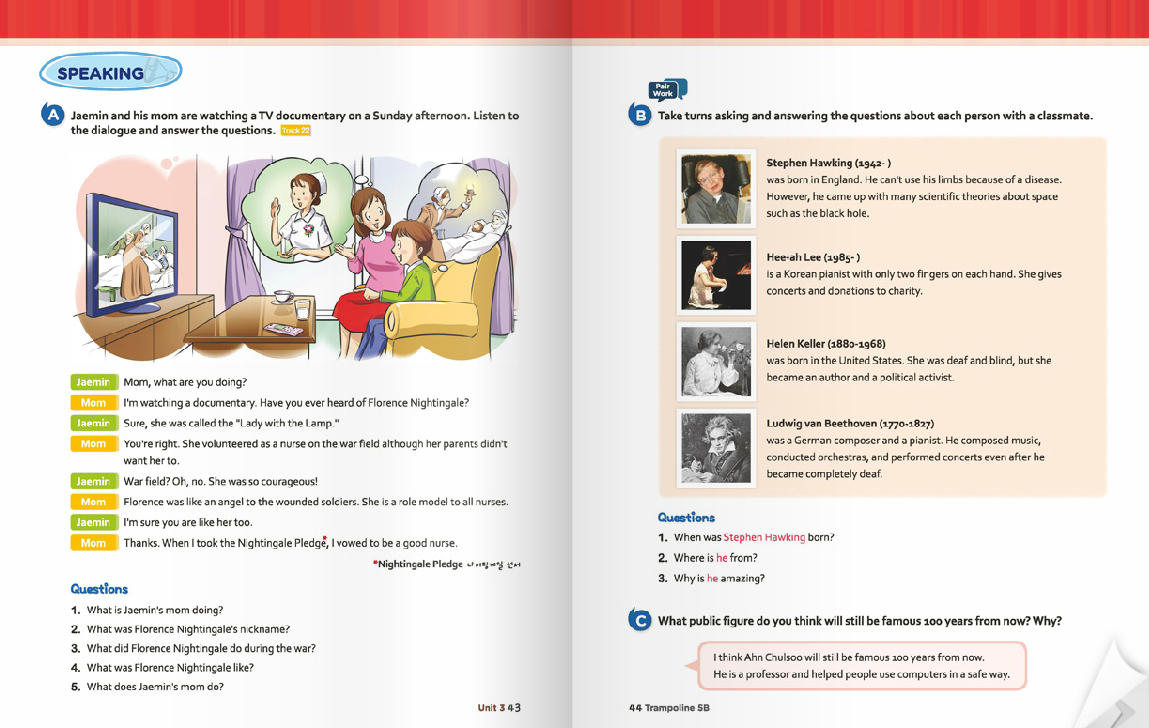 SPEAKING
A Jaemin and his mom are watching a TV documentary on a Sunday afternoon. Listen to
the dialogue and answer the questions. Track 22
Jaemin Mom, what are you doing?
Mom I'm watching a documentary. Have you ever heard of Florence Nightingale?
Jaemin Sure, she was called the "Lady with the Lamp."
Mom You're right. She volunteered as a nurse on the war field although her parents didn't
want her to.
Jaemin War field? Oh, no. She was so courageous!
Mom Florence was like an angel to the wounded soldiers. She is a role model to all nurses.
Jaemin I'm sure you are like her too.
Mom Thanks. When I took the Nightingale Pledge*, I vowed to be a good nurse.
*Nightingale Pledge
Questions
1. What is Jaemin's mom doing?
2. What was Florence Nightingale's nickname?
3. What did Florence Nightingale do during the war?
4. What was Florence Nightingale like?
5. What does Jaemin's mom do?
Unit 3 43
Pair
Work
B Take turns asking and answering the questions about each person with a classmate.
Stephen Hawking (1942- )
was born in England. He can't use his limbs because of a disease.
However, he came up with many scientific theories about space
such as the black hole.
Hee-ah Lee (1985- )
is a Korean pianist with only two fingers on each hand. She gives
concerts and donations to charity.
Helen Keller (1880-1968)
was born in the United States. She was deaf and blind, but she
became an author and a political activist.
Ludwig van Beethoven (1770-1827)
was a German composer and a pianist. He composed music,
conducted orchestras, and performed concerts even after he
became completely deaf.
Questions
1. When was Stephen Hawking born?
2. Where is he from?
3. Why is he amazing?
C What public figure do you think will still be famous 100 years from now? Why?
I think Ahn Chulsoo will still be famous 100 years from now.
He is a professor and helped people use computers in a safe way.
44 Trampoline 5B